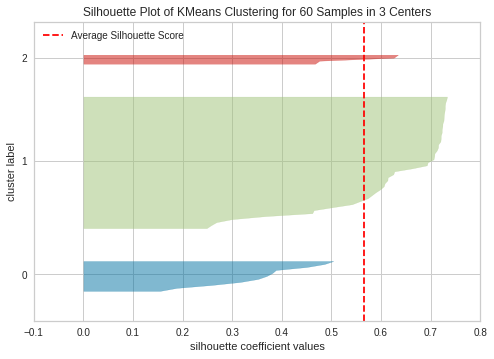 Silhouette Plot of KMeans Clustering for 60 Samples in 3 Centers
Average Silhouette Score
cluster label
2
1
0
−0.1 0.0 0.1 0.2 0.3 0.4 0.5 0.6 0.7 0.8
silhouette coefficient values